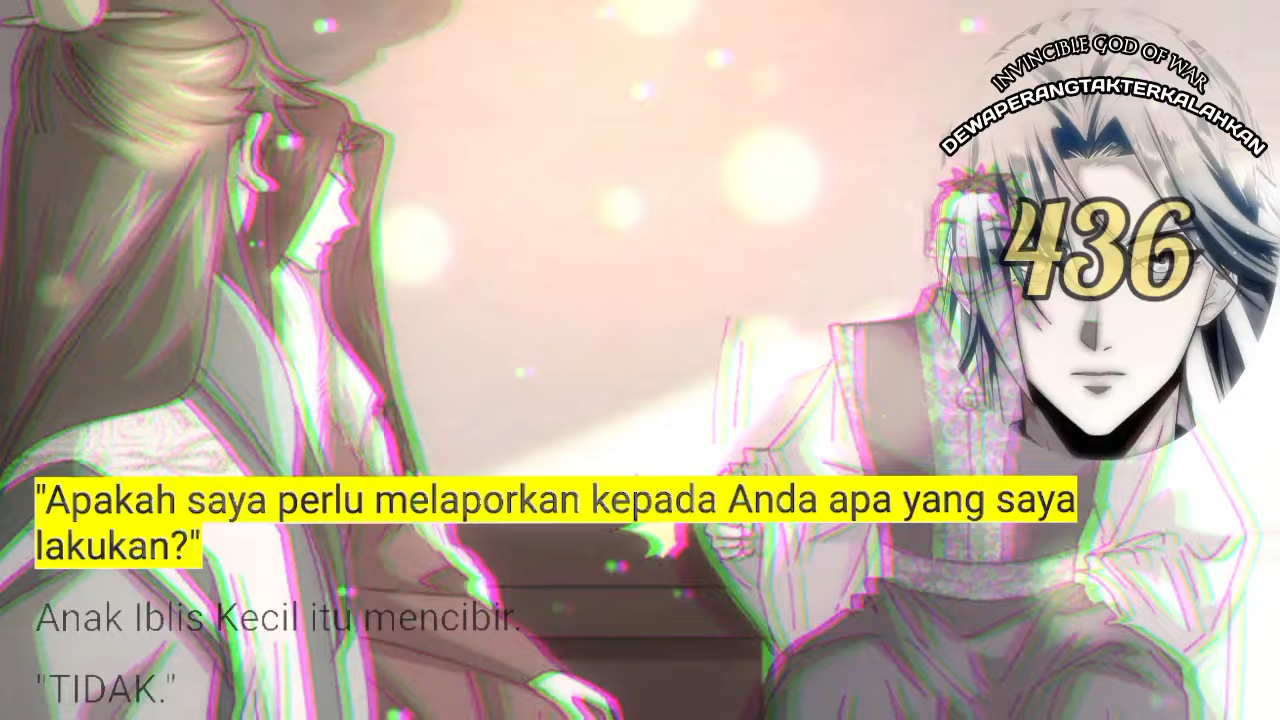 INVINCIBLE GOD OF WAR
DEWAPERANGTAKTERKALAHKAN
436
"Apakah saya perlu melaporkan kepada Anda apa yang saya
lakukan?"
Anak Iblis Kecil itu mencibir.
"TIDAK."